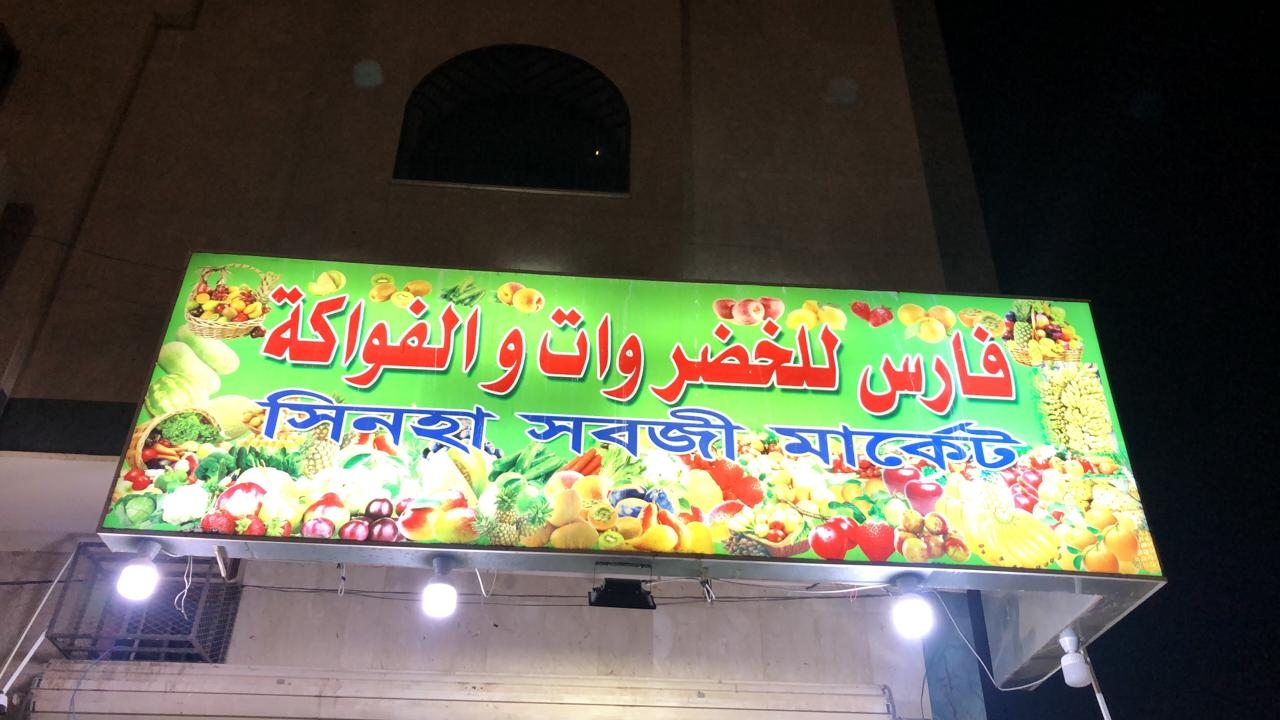 فارس للخضروات و الفواكة
সিনহা সবজী মার্কেট